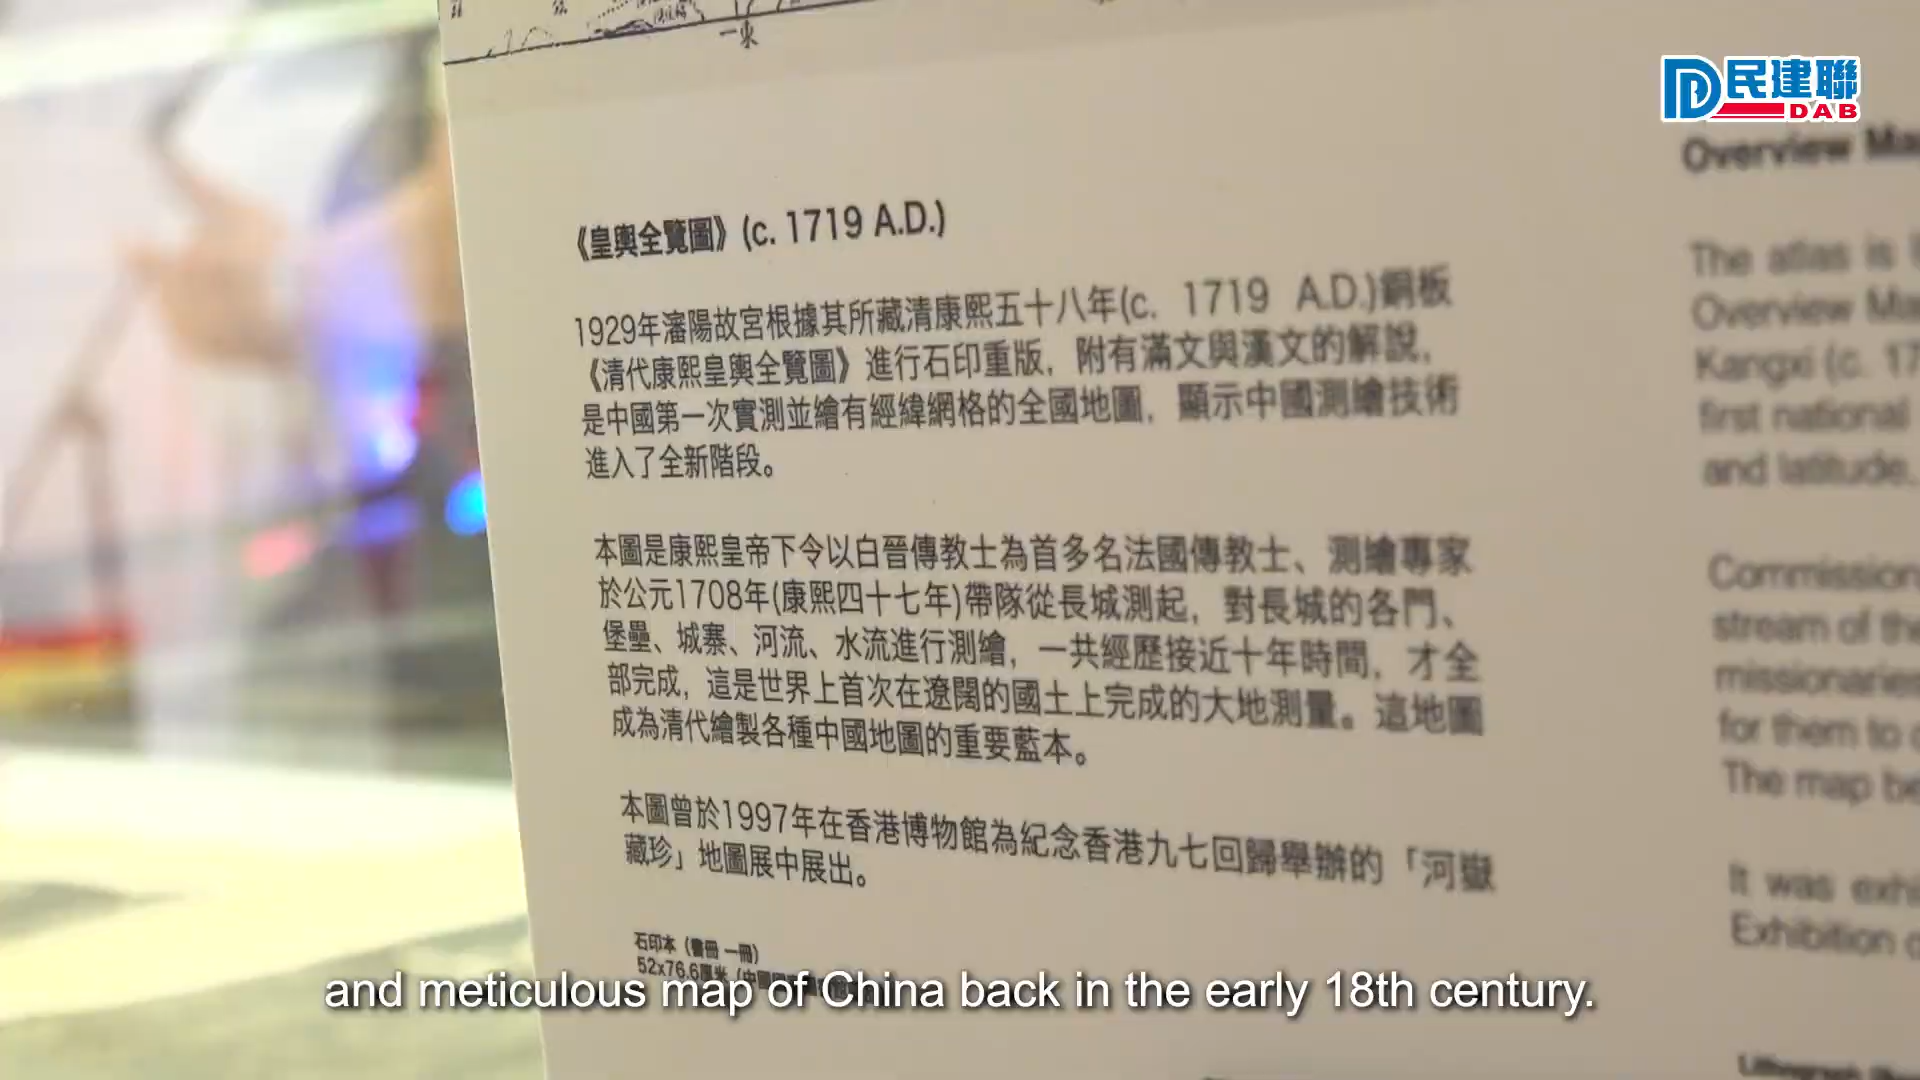 一東
民建聯
DAB
《皇輿全覽圖》(c. 1719 A.D.)
1929年瀋陽故宮根據其所藏清康熙五十八年(c. 1719 A.D.)銅板
《清代康熙皇輿全覽圖》進行石印重版，附有滿文與漢文的解說，
是中國第一次實測並繪有經緯網格的全國地圖，顯示中國測繪技術
進入了全新階段。
本圖是康熙皇帝下令以白晉傳教士為首多名法國傳教士、測繪專家
於公元1708年(康熙四十七年)帶隊從長城測起，對長城的各門、
堡壘、城寨、河流、水流進行測繪，一共經歷接近十年時間，才全
部完成，這是世界上首次在遼闊的國土上完成的大地測量。這地圖
成為清代繪製各種中國地圖的重要藍本。
本圖曾於1997年在香港博物館為紀念香港九七回歸舉辦的「河嶽
藏珍」地圖展中展出。
石印本（書冊 一冊）
52x76.6厘米
Overview
The atlas is
Overview
Kangxi (c. 17
first national
and latitude,
stream of the
for them to
The map
It was
Exhibition
and meticulous map of China back in the early 18th century.